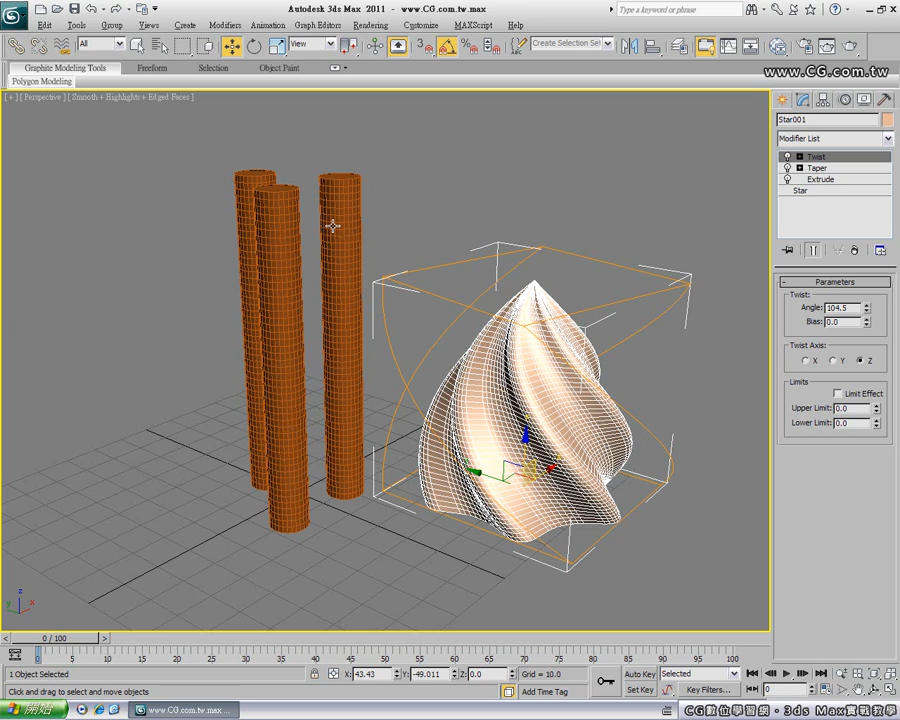 Autodesk 3ds Max 2011 - www.CG.com.tw.max
Type a keyword or phrase
Edit Tools Group Views Create Modifiers Animation Graph Editors Rendering Customize MAXScript Help
All
View
Create Selection Se
Graphite Modeling Tools Freeform Selection Object Paint
www.CG.com.tw
Polygon Modeling
[ + ] [ Perspective ] [ Smooth + Highlights + Edged Faces ]
Star001
Modifier List
Twist
Taper
Extrude
Star
Parameters
Twist:
Angle: 104.5
Bias: 0.0
Twist Axis:
X Y Z
Limits
Limit Effect
Upper Limit: 0.0
Lower Limit: 0.0
z
y x
0 / 100
0 5 10 15 20 25 30 35 40 45 50 55 60 65 70 75 80 85 90 95 100
1 Object Selected
X: 43.43 Y: -49.011 Z: 0.0 Grid = 10.0
Auto Key Selected
Click and drag to select and move objects
Add Time Tag
Set Key Key Filters... 0
開始
www.CG.com.tw.max ...
CG數位學習網・3ds Max實戰教學